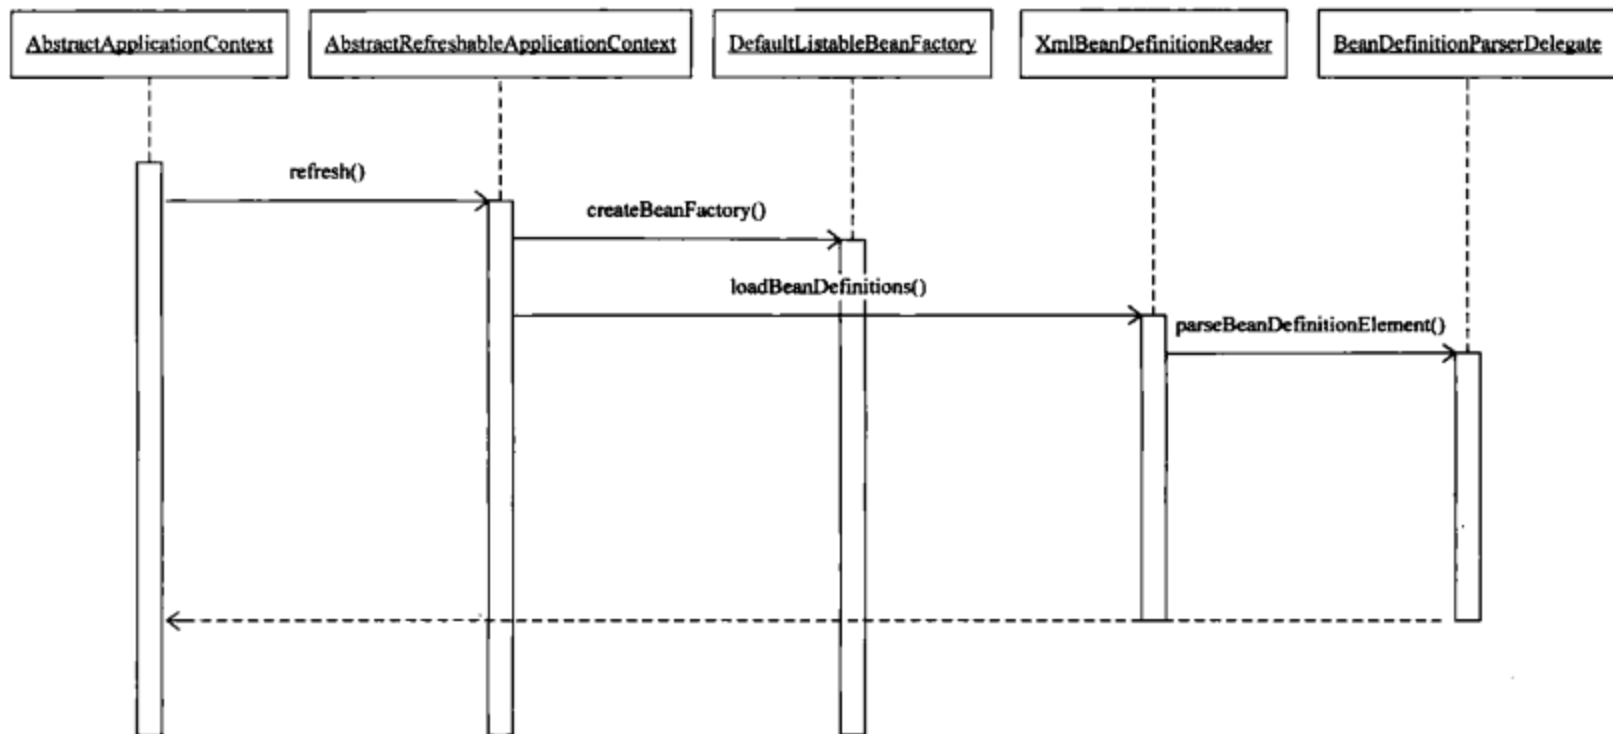 AbstractApplicationContext
AbstractRefreshableApplicationContext
DefaultListableBeanFactory
XmlBeanDefinitionReader
BeanDefinitionParserDelegate
refresh()
createBeanFactory()
loadBeanDefinitions()
parseBeanDefinitionElement()